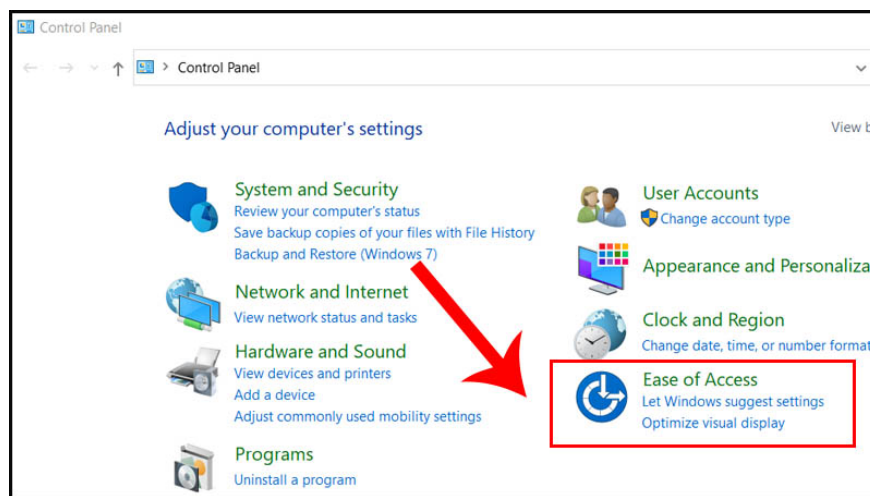 Control Panel
Control Panel
Adjust your computer's settings
View b
System and Security
Review your computer's status
Save backup copies of your files with File History
Backup and Restore (Windows 7)
Network and Internet
View network status and tasks
Hardware and Sound
View devices and printers
Add a device
Adjust commonly used mobility settings
Programs
Uninstall a program
User Accounts
Change account type
Appearance and Personaliza
Clock and Region
Change date, time, or number format
Ease of Access
Let Windows suggest settings
Optimize visual display